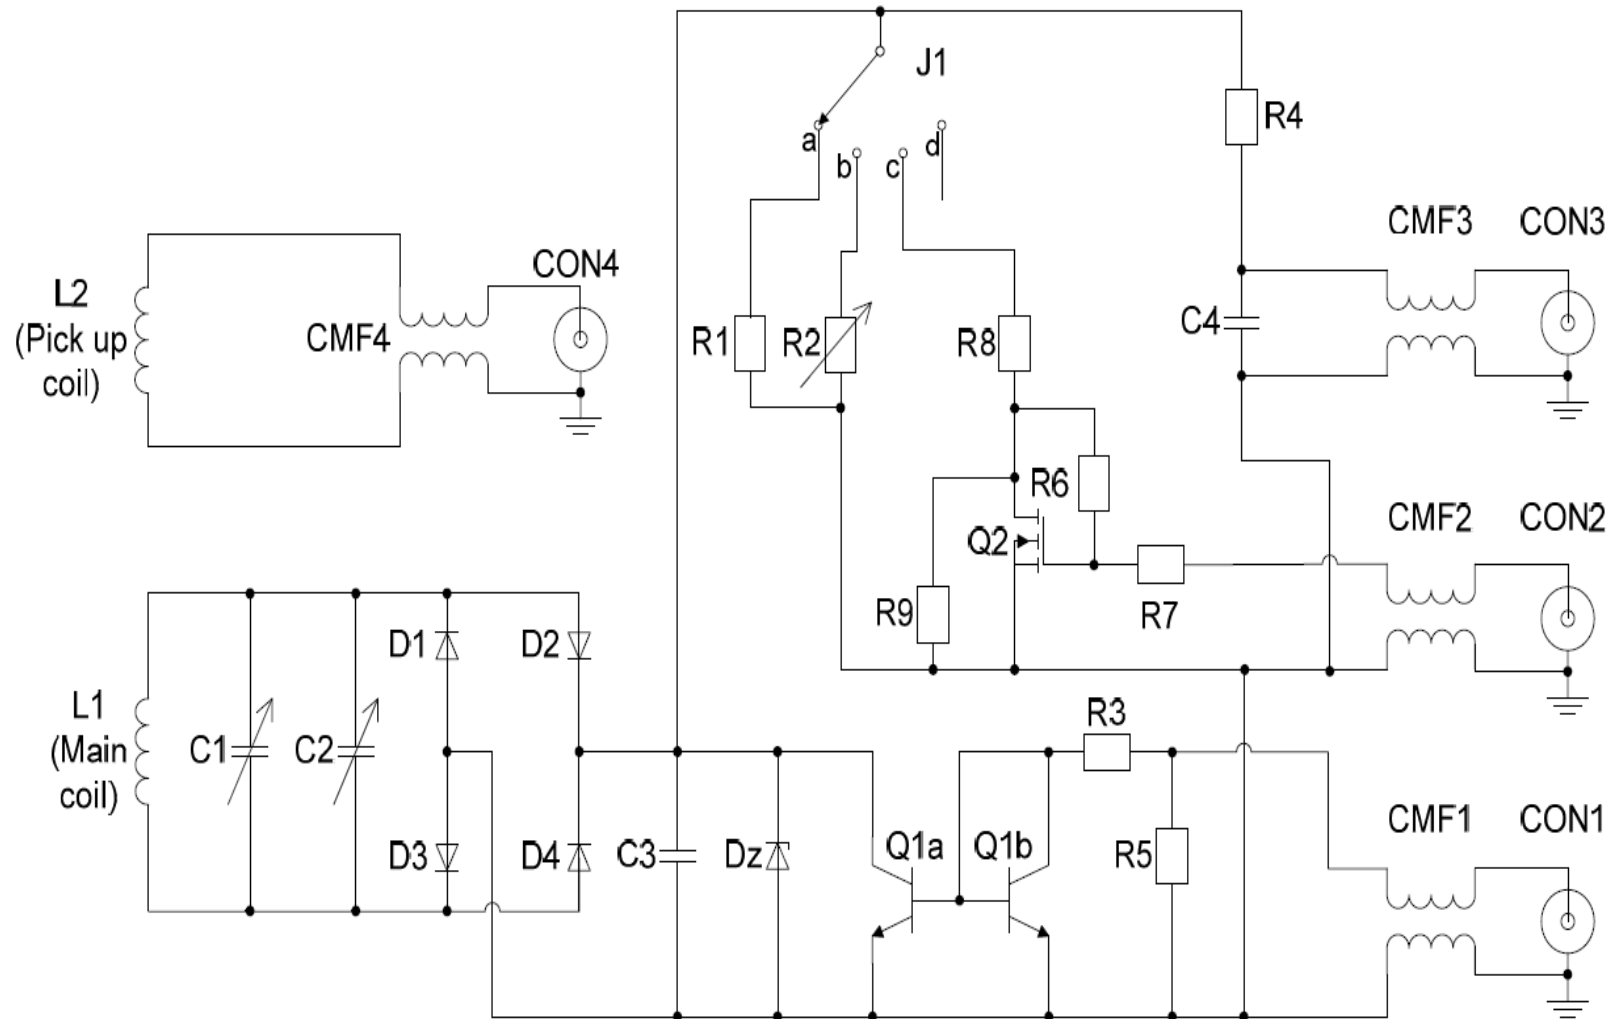 J1
R4
a
b
c
d
CMF3
CON3
CON4
L2
(Pick up
coil)
CMF4
R1
R2
R8
C4
R6
CMF2
CON2
Q2
R9
R7
D1
D2
L1
(Main
coil)
C1
C2
R3
D3
D4
C3
Dz
Q1a
Q1b
R5
CMF1
CON1